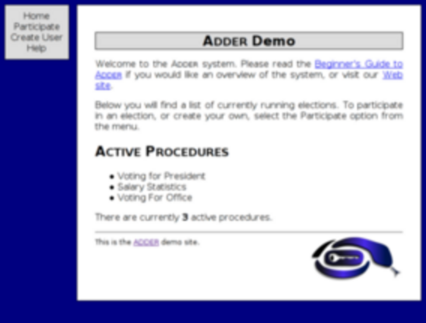 Home
Participate
Create User
Help
ADDER Demo
Welcome to the ADDER system. Please read the Beginner's Guide to
ADDER if you would like an overview of the system, or visit our Web
site.
Below you will find a list of currently running elections. To participate
in an election, or create your own, select the Participate option from
the menu.
ACTIVE PROCEDURES
• Voting for President
• Salary Statistics
• Voting For Office
There are currently 3 active procedures.
This is the ADDER demo site.